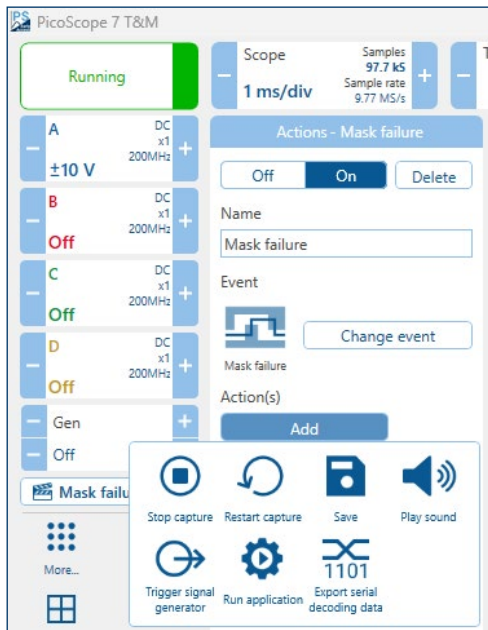 PicoScope 7 T&M
Running
Scope
1 ms/div
Samples
97.7 kS
Sample rate
9.77 MS/s
T
A
±10 V
DC
x1
200MHz
B
Off
DC
x1
200MHz
C
Off
DC
x1
200MHz
D
Off
DC
x1
200MHz
Gen
Off
Mask failu
More...
Actions - Mask failure
Off
On
Delete
Name
Mask failure
Event
Mask failure
Change event
Action(s)
Add
Stop capture
Restart capture
Save
Play sound
Trigger signal
generator
Run application
1101
Export serial
decoding data